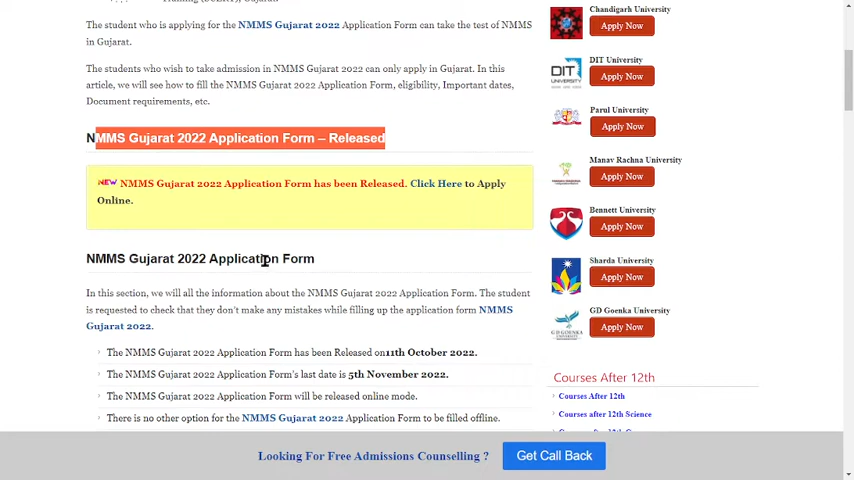 The student who is applying for the NMMS Gujarat 2022 Application Form can take the test of NMMS
in Gujarat.
The students who wish to take admission in NMMS Gujarat 2022 can only apply in Gujarat. In this
article, we will see how to fill the NMMS Gujarat 2022 Application Form, eligibility, Important dates,
Document requirements, etc.
NMMS Gujarat 2022 Application Form – Released
NEW NMMS Gujarat 2022 Application Form has been Released. Click Here to Apply
Online.
NMMS Gujarat 2022 Application Form
In this section, we will all the information about the NMMS Gujarat 2022 Application Form. The student
is requested to check that they don't make any mistakes while filling up the application form NMMS
Gujarat 2022.
The NMMS Gujarat 2022 Application Form has been Released on11th October 2022.
The NMMS Gujarat 2022 Application Form's last date is 5th November 2022.
The NMMS Gujarat 2022 Application Form will be released online mode.
There is no other option for the NMMS Gujarat 2022 Application Form to be filled offline.
Chandigarh University
Apply Now
DIT University
DIT
UNIVERSITY
Apply Now
Parul University
Apply Now
Manav Rachna University
Apply Now
Bennett University
Apply Now
Sharda University
Apply Now
GD Goenka University
GD GOENKA
UNIVERSITY
Apply Now
Courses After 12th
Courses After 12th
Courses after 12th Science
Looking For Free Admissions Counselling ?
Get Call Back